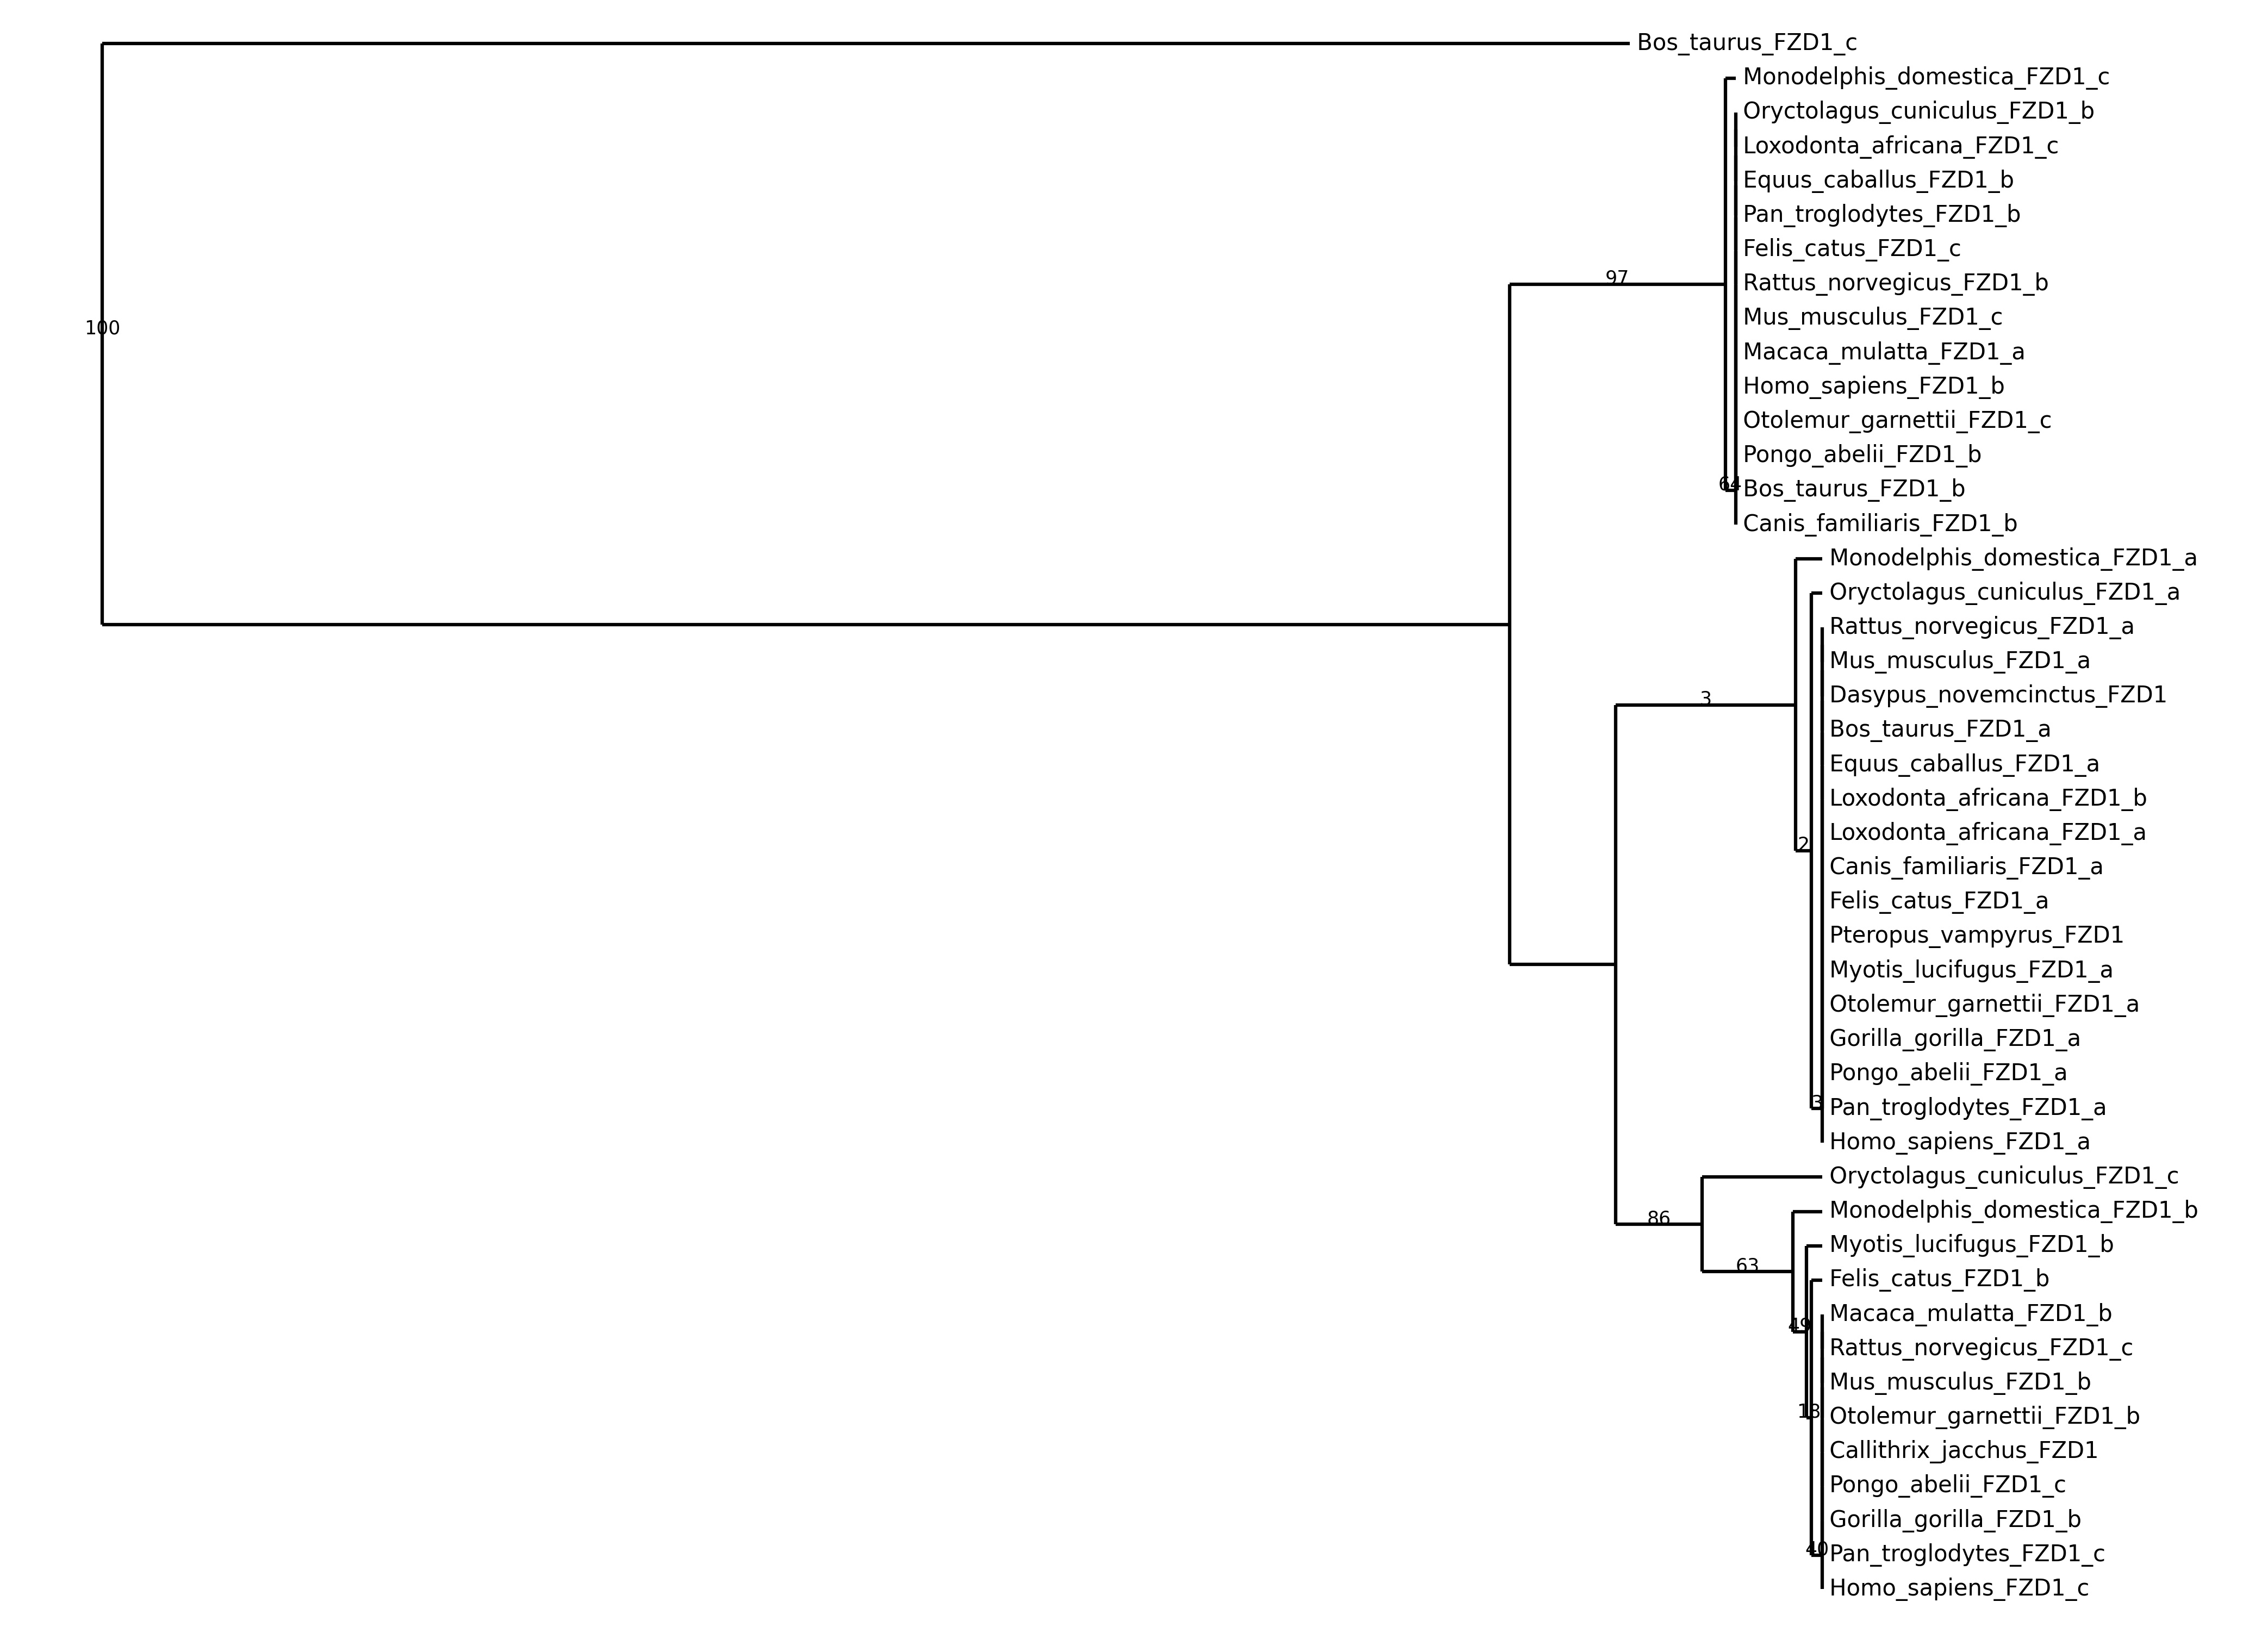 Bos_taurus_FZD1_c
Monodelphis_domestica_FZD1_c
Oryctolagus_cuniculus_FZD1_b
Loxodonta_africana_FZD1_c
Equus_caballus_FZD1_b
Pan_troglodytes_FZD1_b
Felis_catus_FZD1_c
97
Rattus_norvegicus_FZD1_b
Mus_musculus_FZD1_c
100
Macaca_mulatta_FZD1_a
Homo_sapiens_FZD1_b
Otolemur_garnettii_FZD1_c
Pongo_abelii_FZD1_b
64
Bos_taurus_FZD1_b
Canis_familiaris_FZD1_b
Monodelphis_domestica_FZD1_a
Oryctolagus_cuniculus_FZD1_a
Rattus_norvegicus_FZD1_a
Mus_musculus_FZD1_a
Dasypus_novemcinctus_FZD1
3
Bos_taurus_FZD1_a
Equus_caballus_FZD1_a
Loxodonta_africana_FZD1_b
Loxodonta_africana_FZD1_a
2
Canis_familiaris_FZD1_a
Felis_catus_FZD1_a
Pteropus_vampyrus_FZD1
Myotis_lucifugus_FZD1_a
Otolemur_garnettii_FZD1_a
Gorilla_gorilla_FZD1_a
Pongo_abelii_FZD1_a
3
Pan_troglodytes_FZD1_a
Homo_sapiens_FZD1_a
Oryctolagus_cuniculus_FZD1_c
86
Monodelphis_domestica_FZD1_b
Myotis_lucifugus_FZD1_b
63
Felis_catus_FZD1_b
Macaca_mulatta_FZD1_b
49
Rattus_norvegicus_FZD1_c
Mus_musculus_FZD1_b
18
Otolemur_garnettii_FZD1_b
Callithrix_jacchus_FZD1
Pongo_abelii_FZD1_c
Gorilla_gorilla_FZD1_b
40
Pan_troglodytes_FZD1_c
Homo_sapiens_FZD1_c